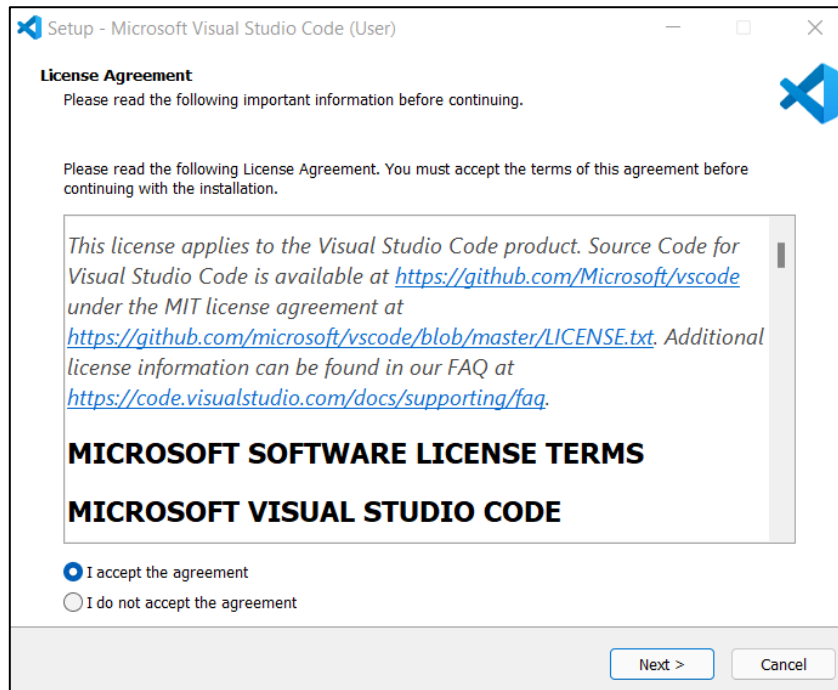 Setup - Microsoft Visual Studio Code (User)
License Agreement
Please read the following important information before continuing.
Please read the following License Agreement. You must accept the terms of this agreement before
continuing with the installation.
This license applies to the Visual Studio Code product. Source Code for
Visual Studio Code is available at https://github.com/Microsoft/vscode
under the MIT license agreement at
https://github.com/microsoft/vscode/blob/master/LICENSE.txt. Additional
license information can be found in our FAQ at
https://code.visualstudio.com/docs/supporting/faq.
MICROSOFT SOFTWARE LICENSE TERMS
MICROSOFT VISUAL STUDIO CODE
I accept the agreement
I do not accept the agreement
Next >
Cancel